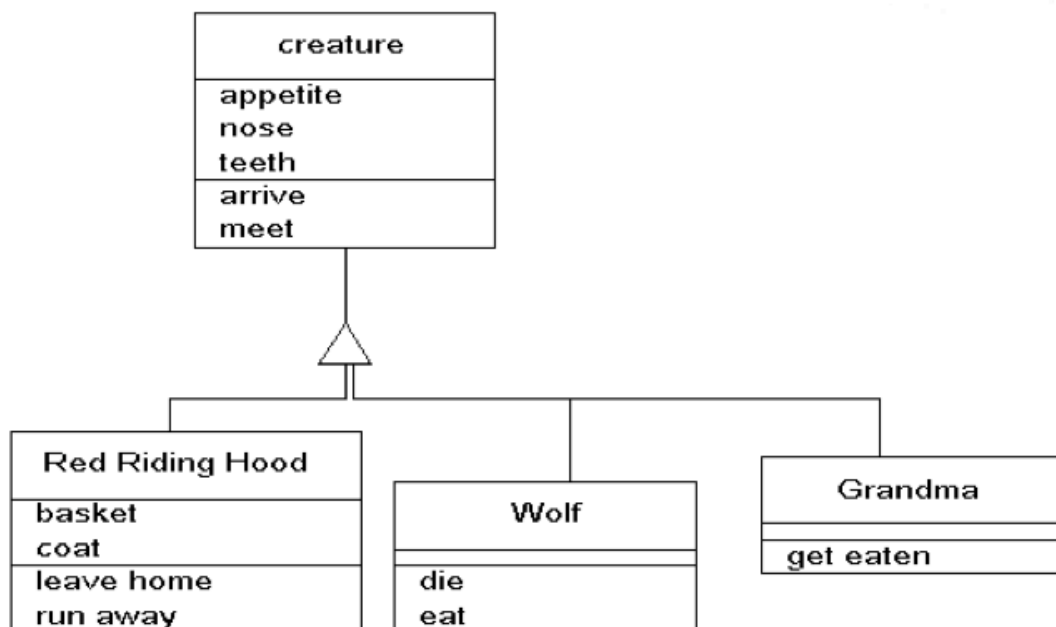 creature
appetite
nose
teeth
arrive
meet
Red Riding Hood
basket
coat
leave home
run away
Wolf
die
eat
Grandma
get eaten